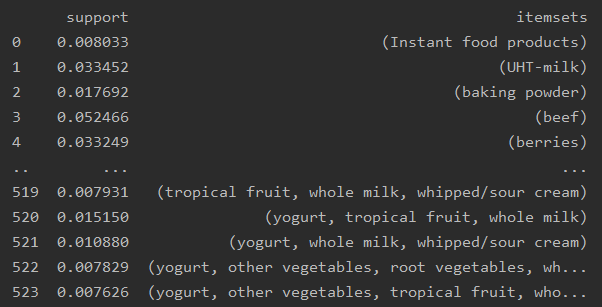 support itemsets
0 0.008033 (Instant food products)
1 0.033452 (UHT-milk)
2 0.017692 (baking powder)
3 0.052466 (beef)
4 0.033249 (berries)
.. ... ...
519 0.007931 (tropical fruit, whole milk, whipped/sour cream)
520 0.015150 (yogurt, tropical fruit, whole milk)
521 0.010880 (yogurt, whole milk, whipped/sour cream)
522 0.007829 (yogurt, other vegetables, root vegetables, wh...
523 0.007626 (yogurt, other vegetables, tropical fruit, who...